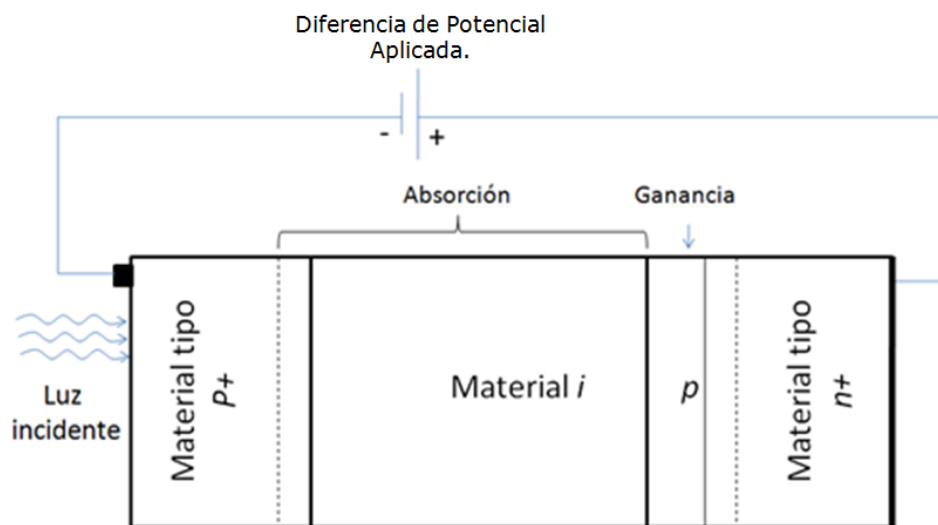 Diferencia de Potencial
Aplicada.
- +
Absorción
Ganancia
Luz
incidente
Material tipo
P+
Material i
p
Material tipo
n+